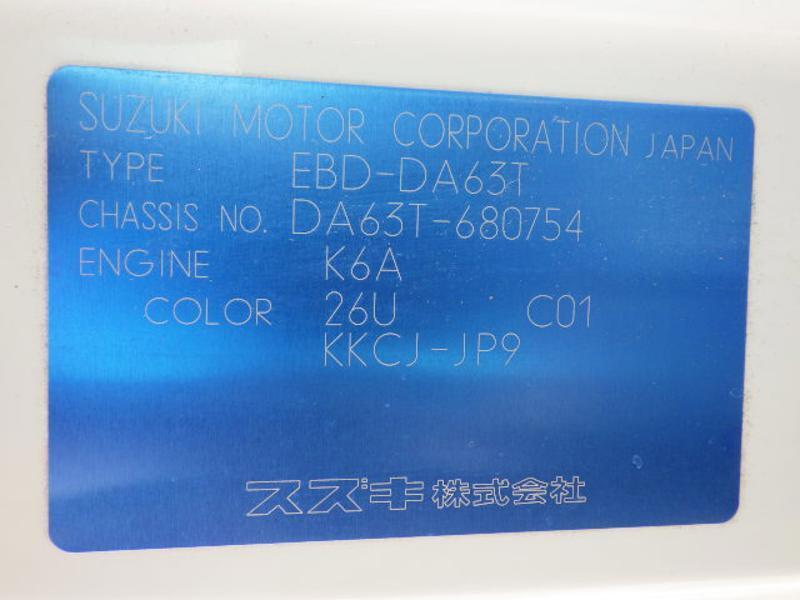 SUZUKI MOTOR CORPORATION JAPAN
TYPE EBD-DA63T
CHASSIS NO. DA63T-680754
ENGINE K6A
COLOR 26U C01
KKCJ-JP9
スズキ株式会社